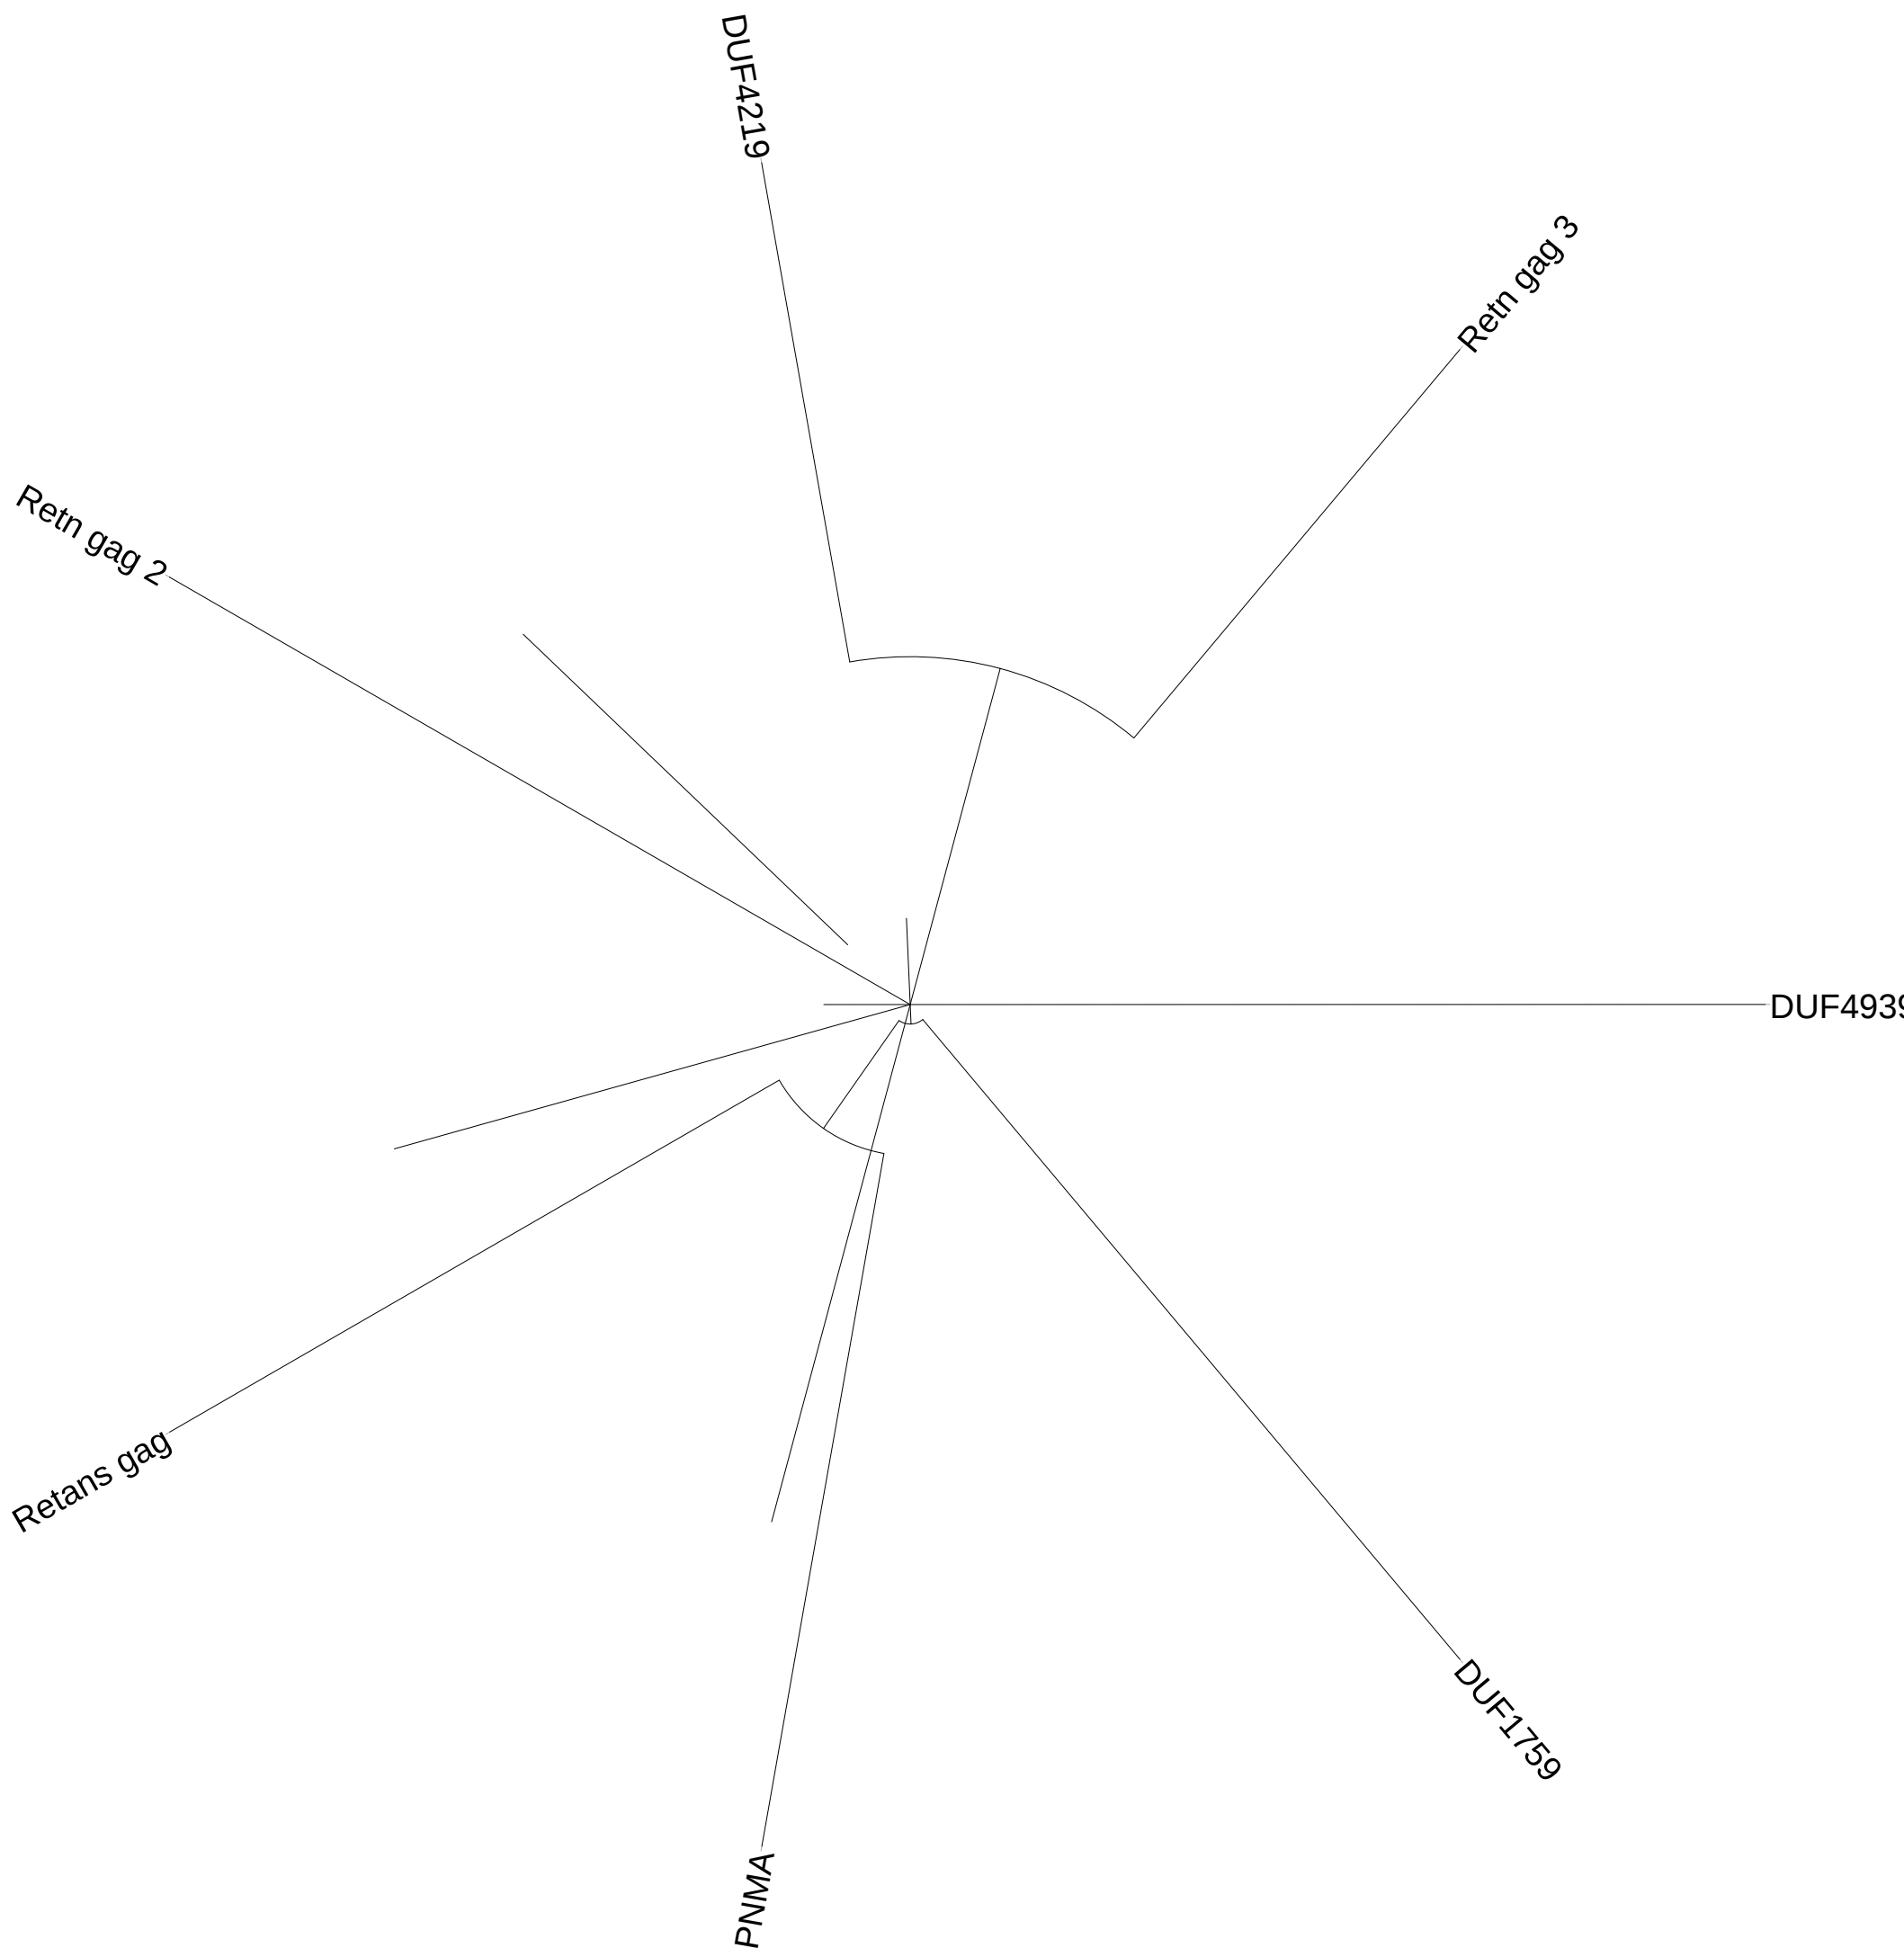 DUF4219
Retn gag 3
Retn gag 2
DUF4939
Retans gag
DUF1759
PNMA